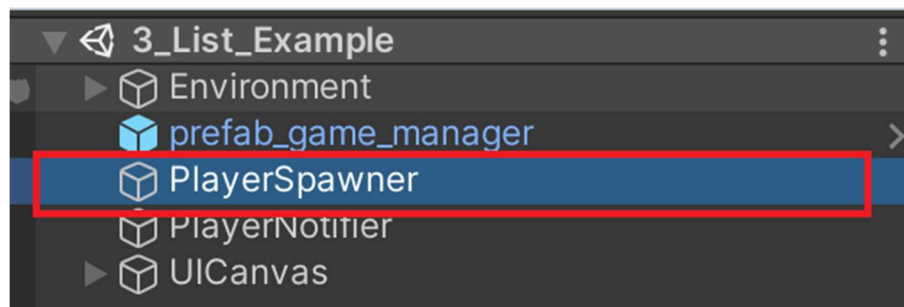 3_List_Example
Environment
prefab_game_manager
PlayerSpawner
PlayerNotifier
UICanvas